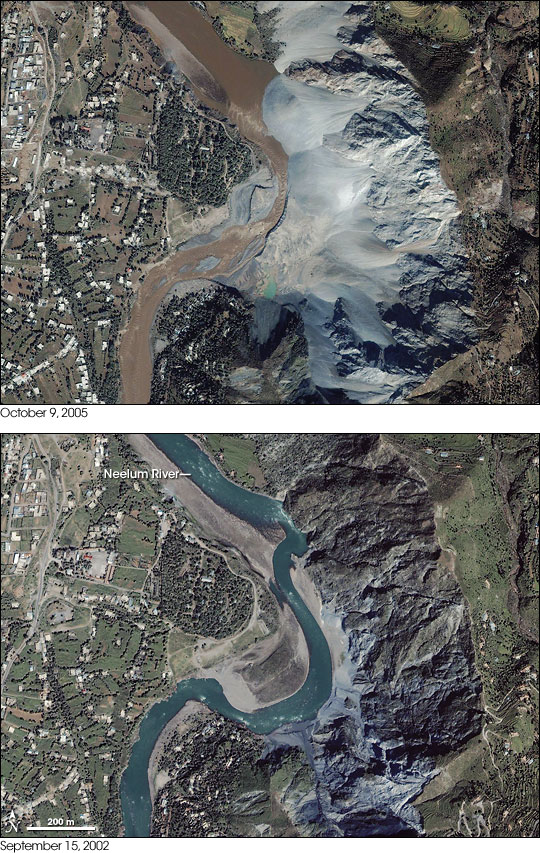 October 9, 2005
Neelum River
N
200 m
September 15, 2002